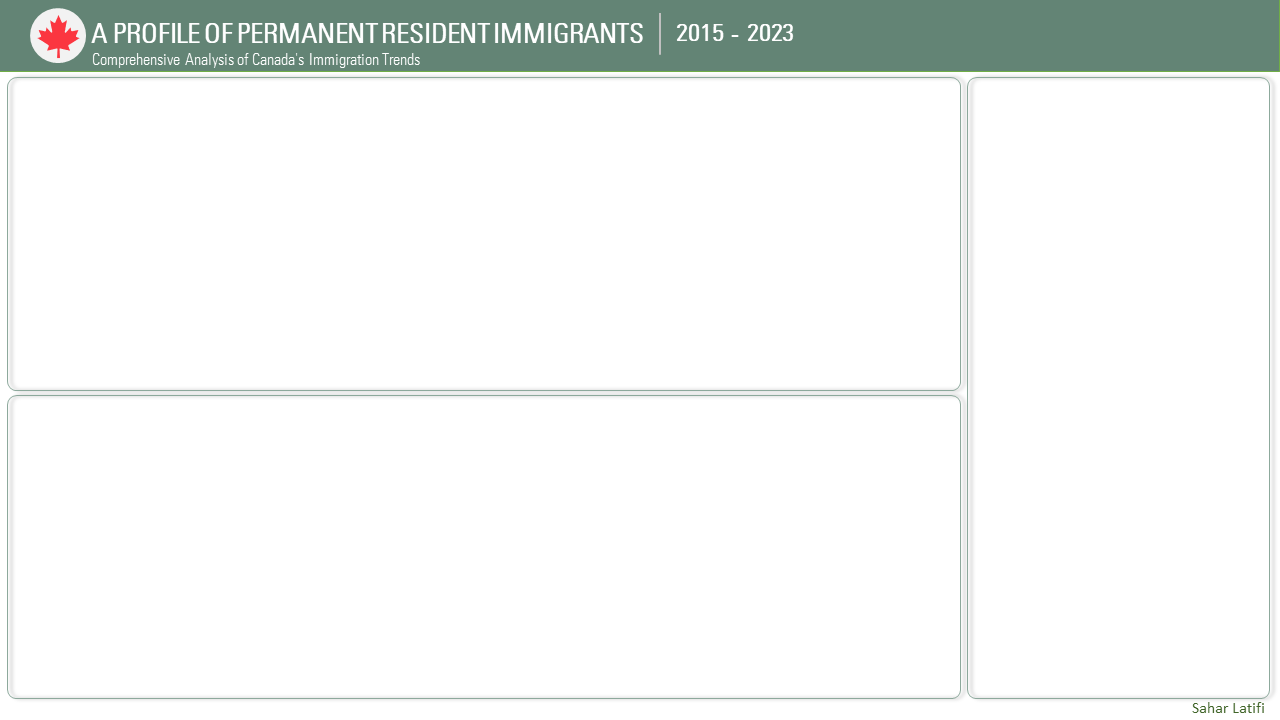 A PROFILE OF PERMANENT RESIDENT IMMIGRANTS
2015 - 2023
Comprehensive Analysis of Canada's Immigration Trends
Sahar Latifi